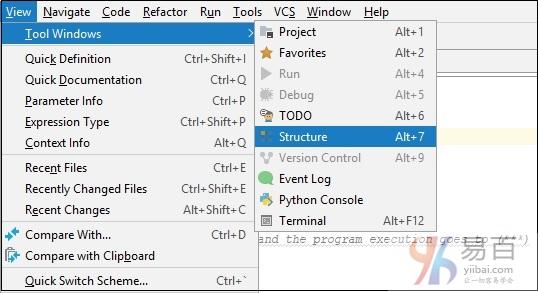 View Navigate Code Refactor Run Tools VCS Window Help
Tool Windows
Quick Definition Ctrl+Shift+I
Quick Documentation Ctrl+Q
Parameter Info Ctrl+P
Expression Type Ctrl+Shift+P
Context Info Alt+Q
Recent Files Ctrl+E
Recently Changed Files Ctrl+Shift+E
Recent Changes Alt+Shift+C
Compare With... Ctrl+D
Compare with Clipboard
Quick Switch Scheme... Ctrl+`
Project Alt+1
Favorites Alt+2
Run Alt+4
Debug Alt+5
TODO Alt+6
Structure Alt+7
Version Control Alt+9
Event Log
Python Console
Terminal Alt+F12
and the program execution goes to (***)
易百
yiibai.com